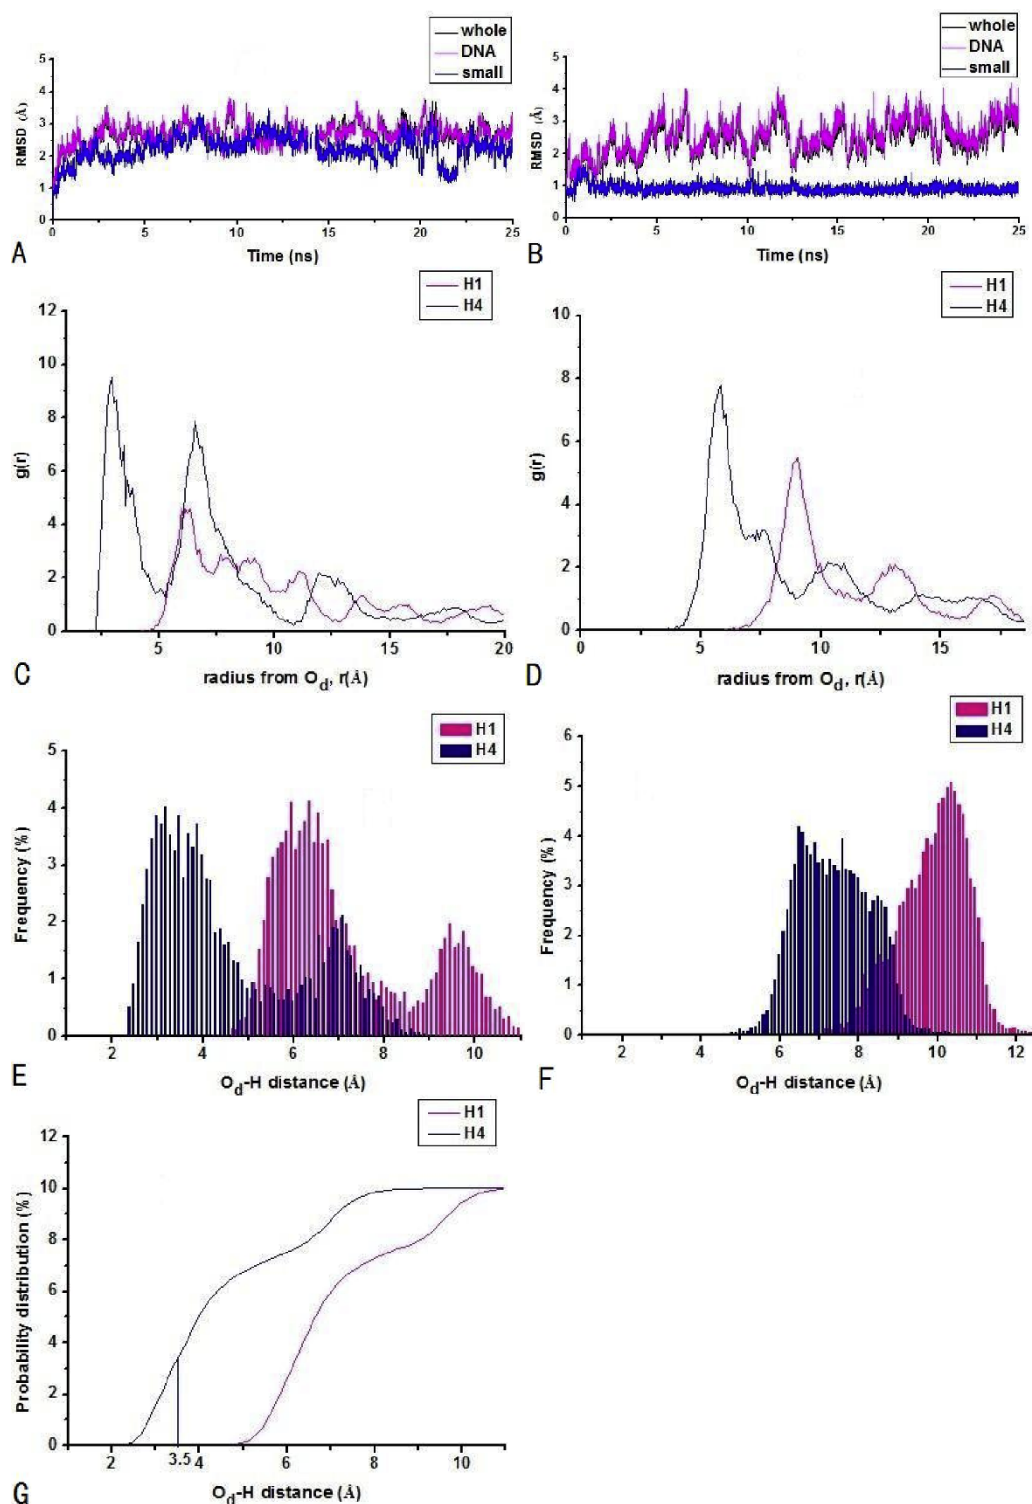 whole
DNA
small
RMSD (Å)
5
4
3
2
1
0
0 5 10 15 20 25
Time (ns)
A
whole
DNA
small
RMSD (Å)
5
4
3
2
1
0
0 5 10 15 20 25
Time (ns)
B
H1
H4
g(r)
12
10
8
6
4
2
0
5 10 15 20
radius from Od, r(Å)
C
H1
H4
g(r)
10
8
6
4
2
0
0 5 10 15
radius from Od, r(Å)
D
H1
H4
Frequency (%)
5
4
3
2
1
0
2 4 6 8 10
Od-H distance (Å)
E
H1
H4
Frequency (%)
6
5
4
3
2
1
0
2 4 6 8 10 12
Od-H distance (Å)
F
H1
H4
Probability distribution (%)
12
10
8
6
4
2
0
2 3.5 4 6 8 10
Od-H distance (Å)
G